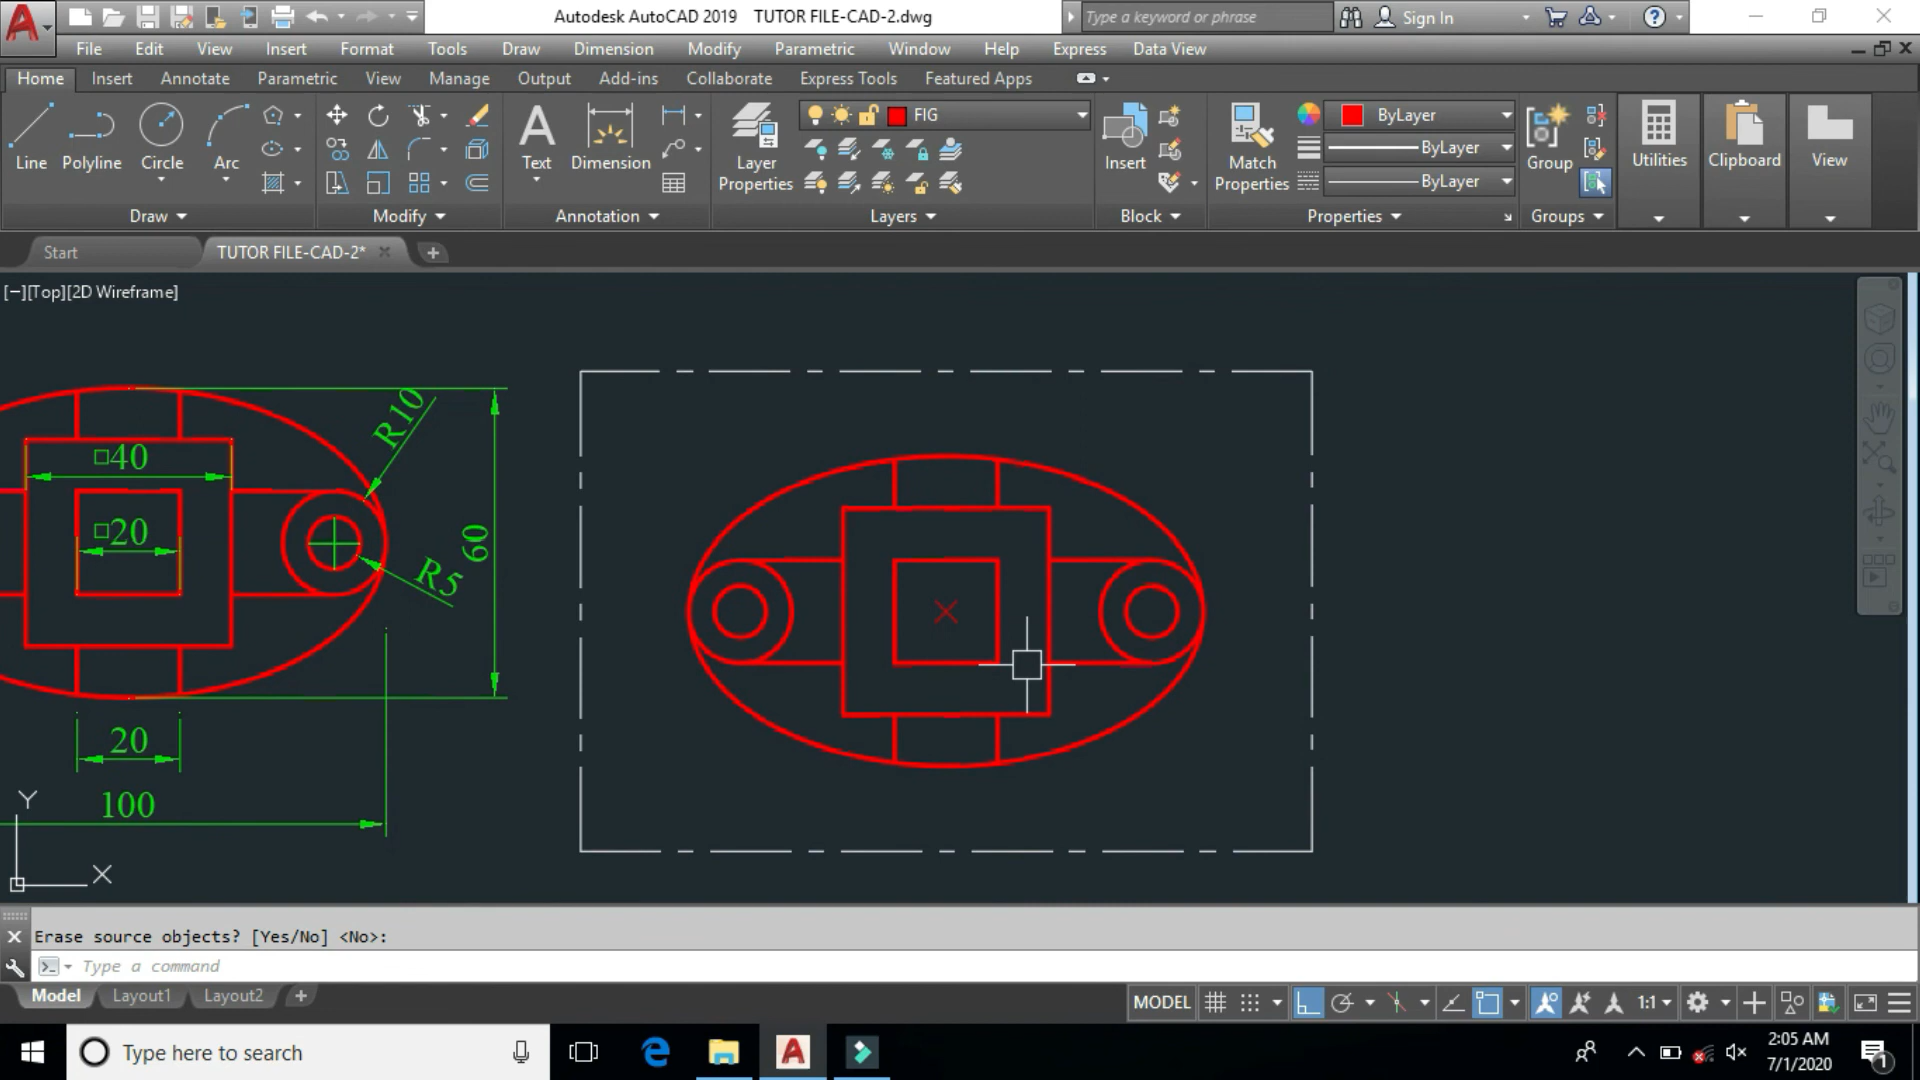 Autodesk AutoCAD 2019 TUTOR FILE-CAD-2.dwg
Type a keyword or phrase
Sign In
File Edit View Insert Format Tools Draw Dimension Modify Parametric Window Help Express Data View
Home Insert Annotate Parametric View Manage Output Add-ins Collaborate Express Tools Featured Apps
FIG
ByLayer
ByLayer
ByLayer
Line Polyline Circle Arc
Text Dimension
Layer Properties
Insert
Match Properties
Group
Utilities
Clipboard
View
Draw Modify Annotation Layers Block Properties Groups
Start TUTOR FILE-CAD-2*
[−][Top][2D Wireframe]
R10
□40
□20
60
R5
20
100
Y
X
Erase source objects? [Yes/No] <No>:
Type a command
Model Layout1 Layout2
MODEL
1:1
Type here to search
2:05 AM
7/1/2020
1